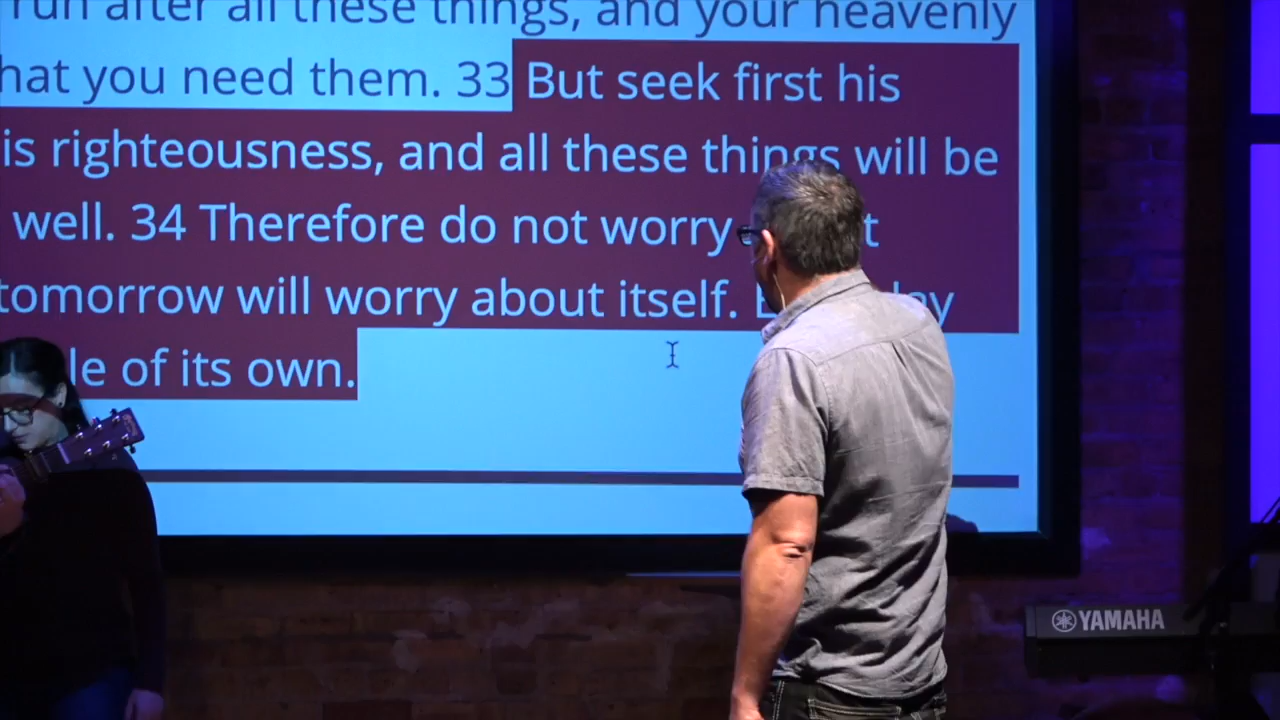 run after all these things, and your heavenly
hat you need them. 33 But seek first his
is righteousness, and all these things will be
well. 34 Therefore do not worry
tomorrow will worry about itself.
le of its own.
YAMAHA